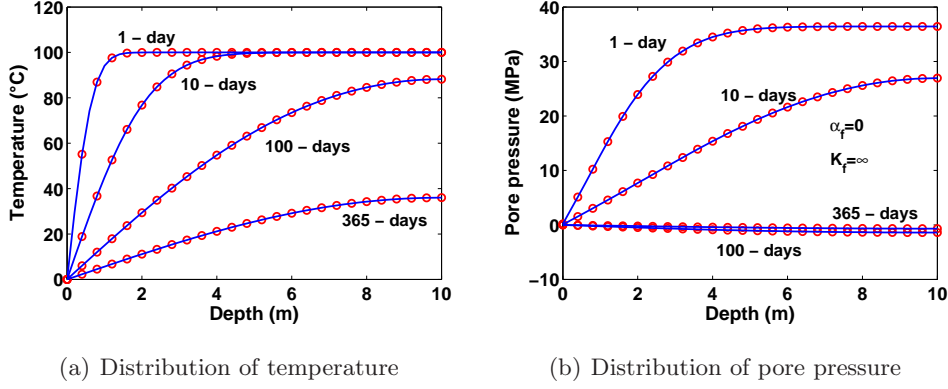 (a)
(b)
120
100
80
60
40
20
0
Temperature (°C)
1 – day
10 – days
100 – days
365 – days
0
2
4
6
8
10
Depth (m)
40
30
20
10
0
−10
Pore pressure (MPa)
1 – day
10 – days
α_f=0
K_f=∞
365 – days
100 – days
0
2
4
6
8
10
Depth (m)
(a) Distribution of temperature
(b) Distribution of pore pressure